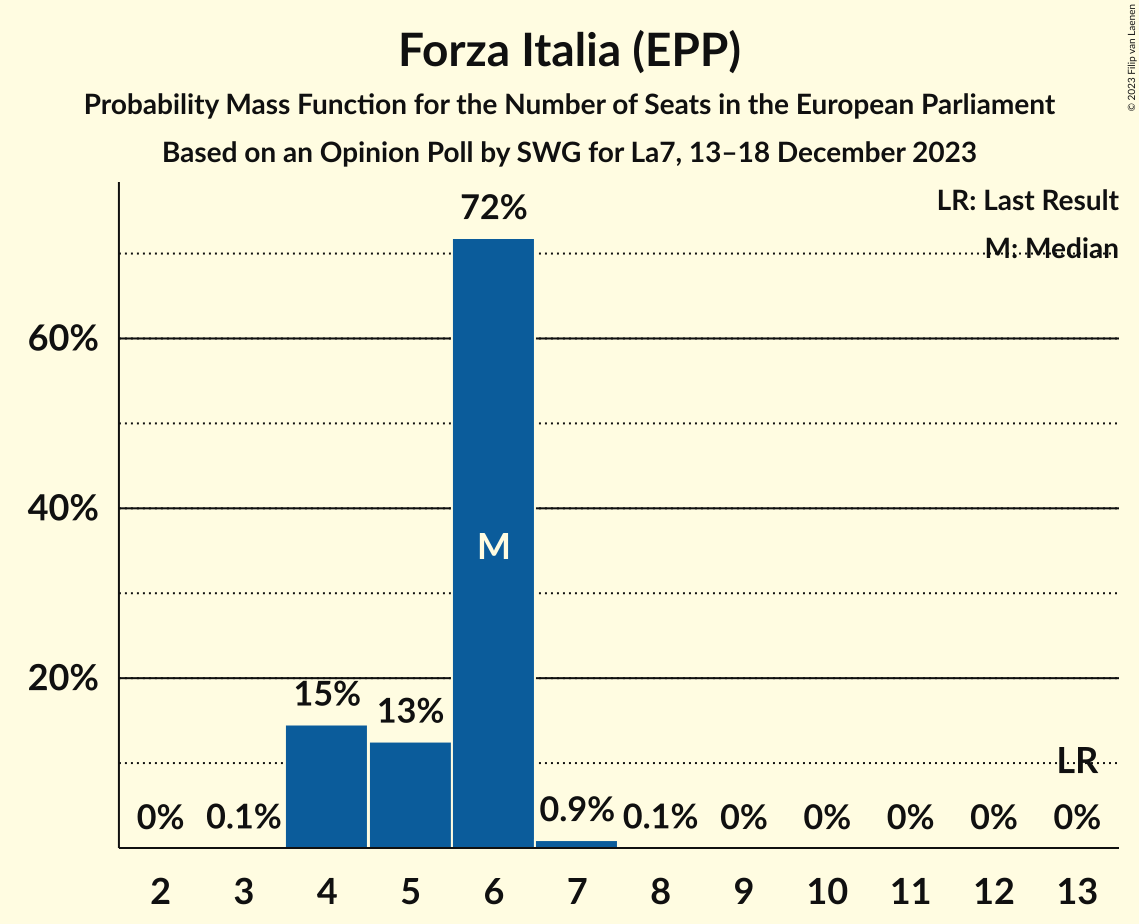 Forza Italia (EPP)
Probability Mass Function for the Number of Seats in the European Parliament
Based on an Opinion Poll by SWG for La7, 13–18 December 2023
© 2023 Filip van Laenen
LR: Last Result
M: Median
72%
60%
40%
M
20%
15%
13%
LR
0%
0.1%
0.9%
0.1%
0%
0%
0%
0%
0%
2 3 4 5 6 7 8 9 10 11 12 13